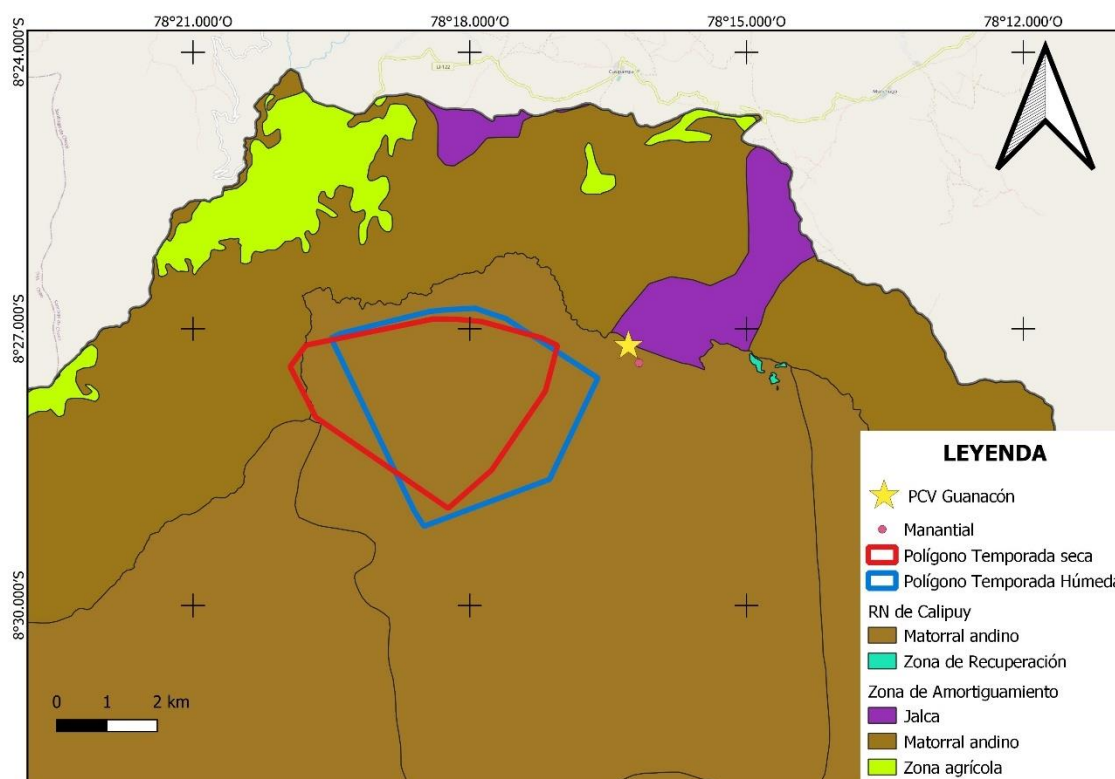 78°21.000'O
78°18.000'O
78°15.000'O
78°12.000'O
8°24.000'S
8°27.000'S
8°30.000'S
LI-122
LEYENDA
PCV Guanacón
Manantial
Polígono Temporada seca
Polígono Temporada Húmeda
RN de Calipuy
Matorral andino
Zona de Recuperación
Zona de Amortiguamiento
Jalca
Matorral andino
Zona agrícola
0 1 2 km